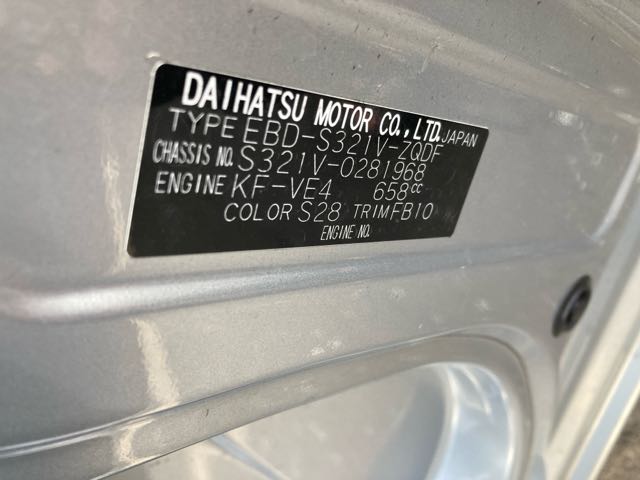 DAIHATSU MOTOR CO., LTD. JAPAN
TYPE EBD-S321V-ZQDF
CHASSIS NO. S321V-0281968
ENGINE KF-VE4 658cc
COLOR S28 TRIM FB10
ENGINE NO.